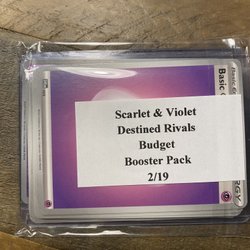 Scarlet & Violet
Destined Rivals
Budget
Booster Pack
2/19